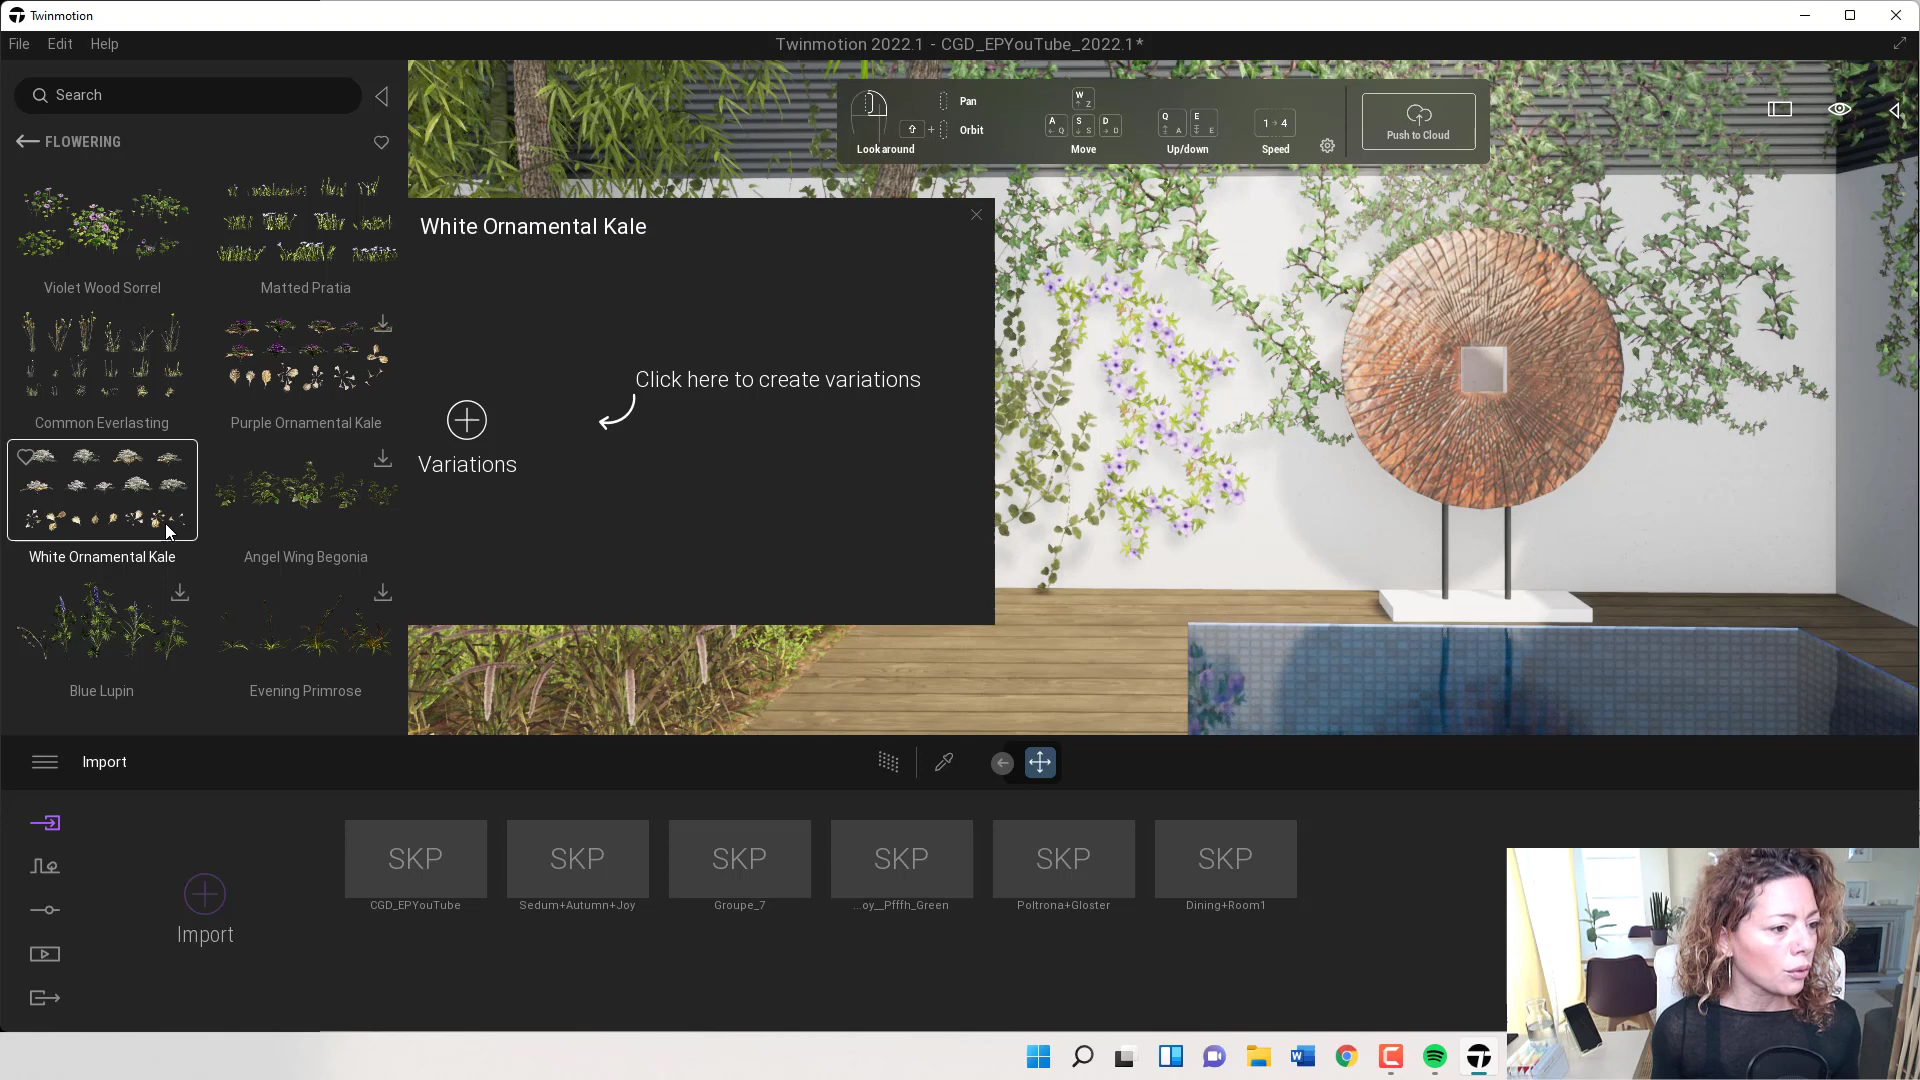 Twinmotion
File Edit Help
Twinmotion 2022.1 - CGD_EPYouTube_2022.1*
Search
FLOWERING
Violet Wood Sorrel
Matted Pratia
Common Everlasting
Purple Ornamental Kale
White Ornamental Kale
Angel Wing Begonia
Blue Lupin
Evening Primrose
Look around
Pan
+ Orbit
W
Z
A
Q
S
S
D
D
Move
Q
A
E
E
Up/down
1 4
Speed
Push to Cloud
White Ornamental Kale
Click here to create variations
Variations
Import
Import
SKP
CGD_EPYouTube
SKP
Sedum+Autumn+Joy
SKP
Groupe_7
SKP
...oy__Pfffh_Green
SKP
Poltrona+Gloster
SKP
Dining+Room1